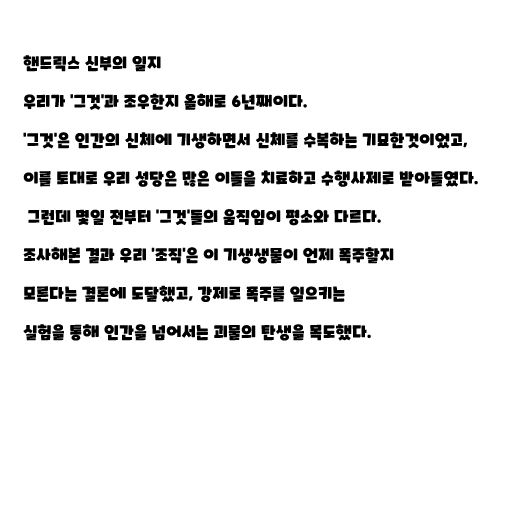 핸드릭스 신부의 일지
우리가 '그것'과 조우한지 올해로 6년째이다.
'그것'은 인간의 신체에 기생하면서 신체를 수복하는 기묘한것이었고,
이를 토대로 우리 성당은 많은 이들을 치료하고 수행사제로 받아들였다.
그런데 몇일 전부터 '그것'들의 움직임이 평소와 다르다.
조사해본 결과 우리 '조직'은 이 기생생물이 언제 폭주할지
모른다는 결론에 도달했고, 강제로 폭주를 일으키는
실험을 통해 인간을 넘어서는 괴물의 탄생을 목도했다.